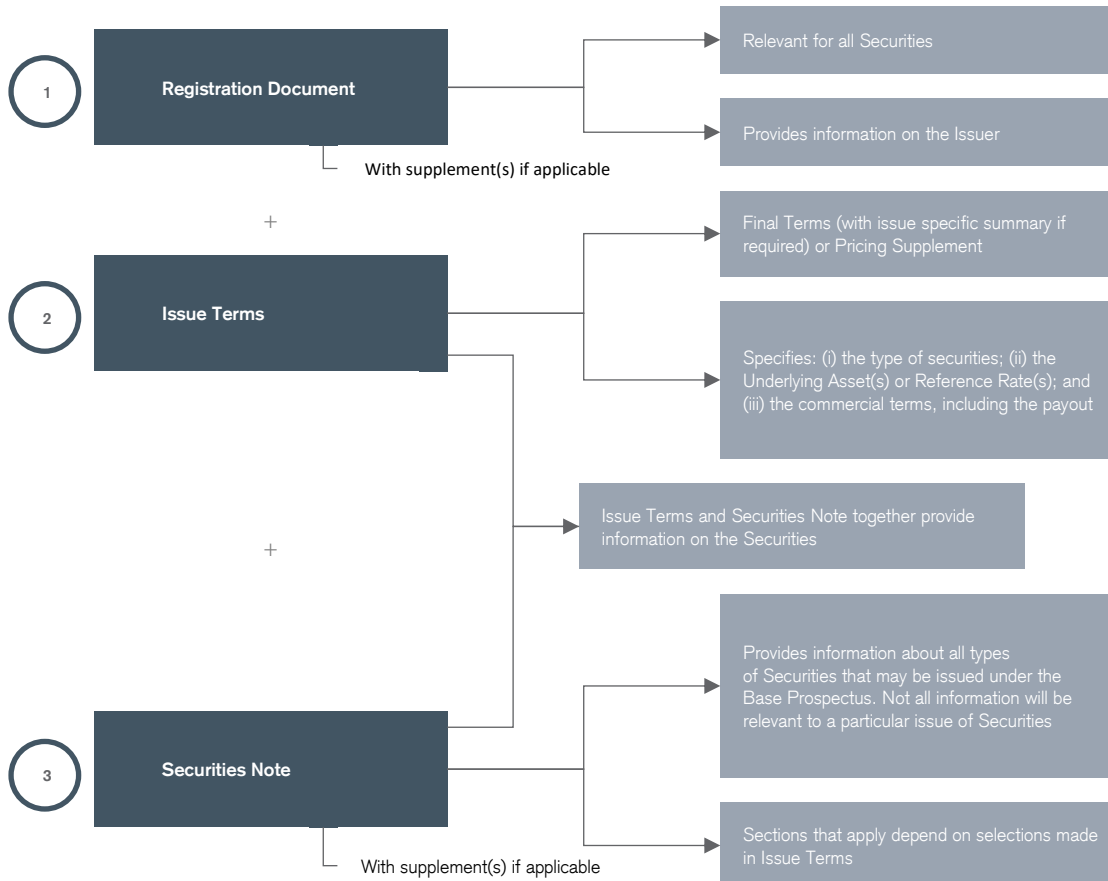 Relevant for all Securities
1
Registration Document
Provides information on the Issuer
With supplement(s) if applicable
+
Final Terms (with issue specific summary if
required) or Pricing Supplement
2
Issue Terms
Specifies: (i) the type of securities; (ii) the
Underlying Asset(s) or Reference Rate(s); and
(iii) the commercial terms, including the payout
Issue Terms and Securities Note together provide
information on the Securities
+
Provides information about all types
of Securities that may be issued under the
Base Prospectus. Not all information will be
relevant to a particular issue of Securities
3
Securities Note
Sections that apply depend on selections made
in Issue Terms
With supplement(s) if applicable